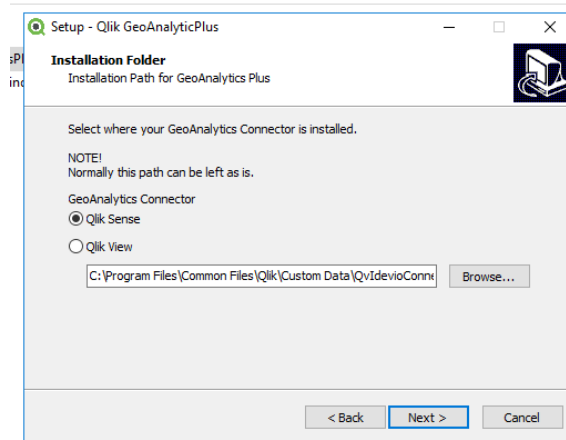 Setup - Qlik GeoAnalyticPlus
Installation Folder
Installation Path for GeoAnalytics Plus
Select where your GeoAnalytics Connector is installed.
NOTE!
Normally this path can be left as is.
GeoAnalytics Connector
Qlik Sense
Qlik View
C:\Program Files\Common Files\Qlik\Custom Data\QvIdevioConne
Browse...
< Back
Next >
Cancel